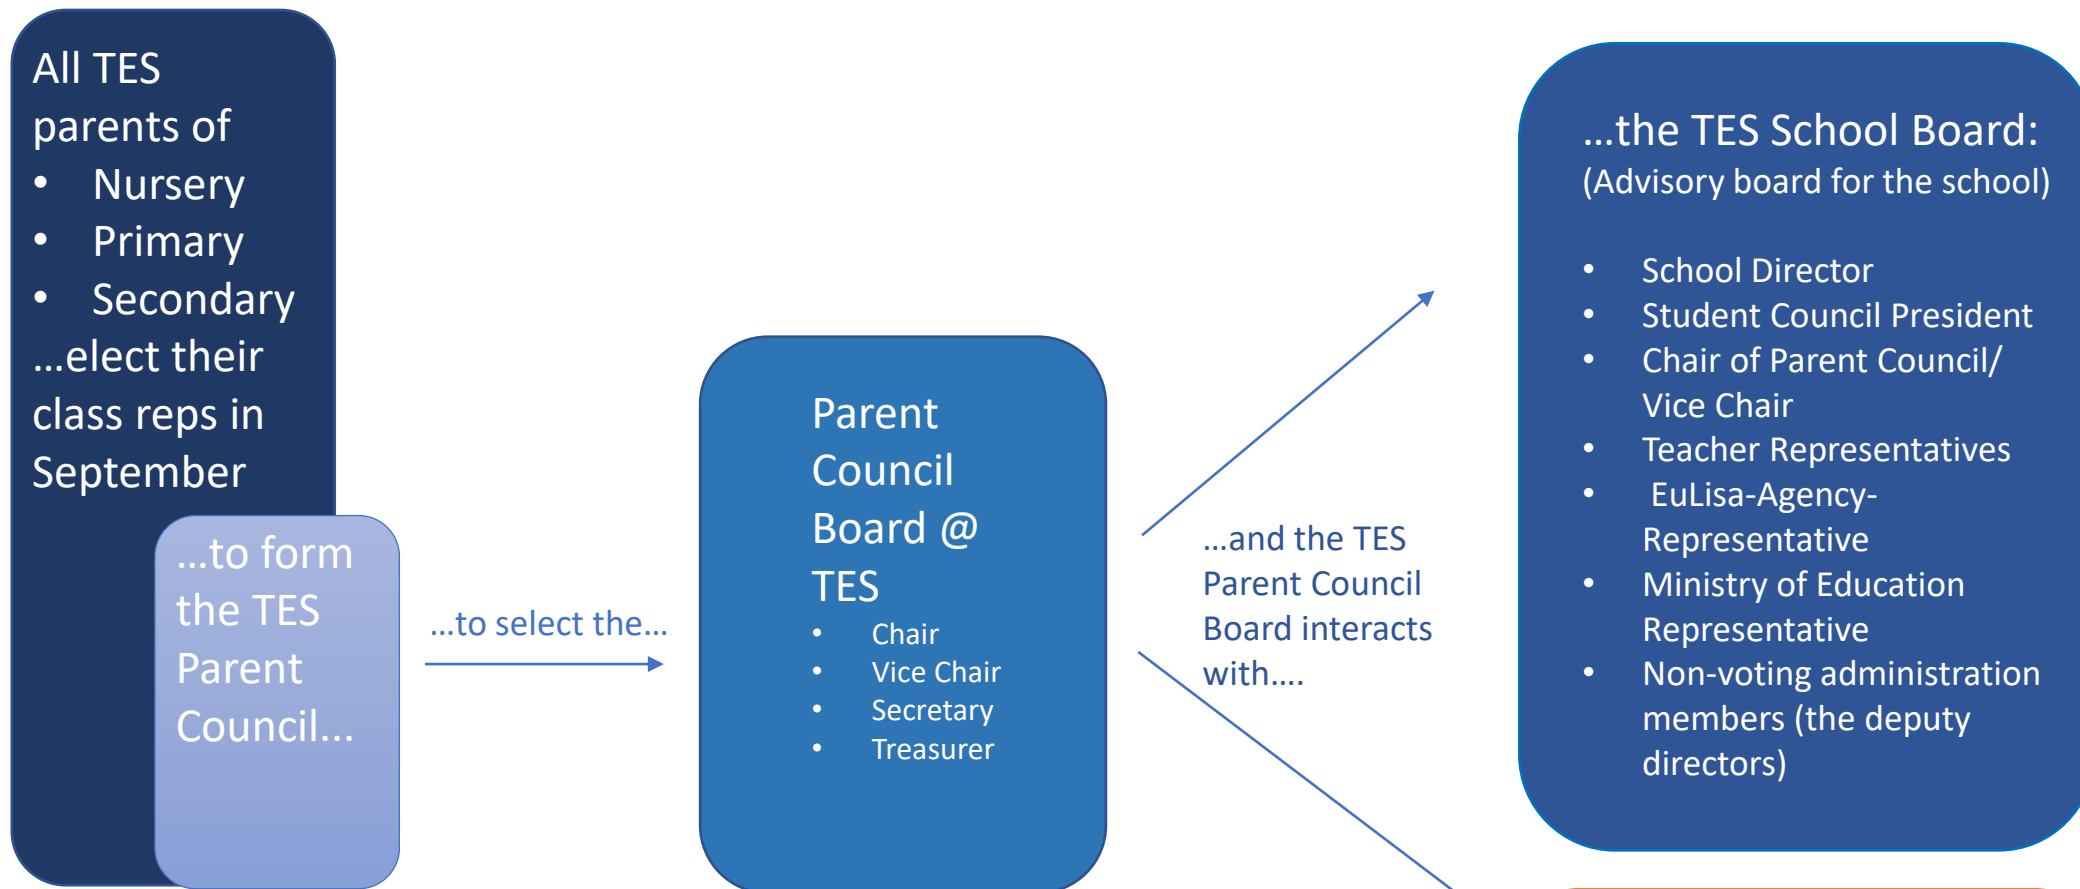 All TES
parents of
• Nursery
• Primary
• Secondary
...elect their
class reps in
September
...to form
the TES
Parent
Council...
...to select the...
Parent
Council
Board @
TES
• Chair
• Vice Chair
• Secretary
• Treasurer
...and the TES
Parent Council
Board interacts
with....
...the TES School Board:
(Advisory board for the school)
• School Director
• Student Council President
• Chair of Parent Council/
Vice Chair
• Teacher Representatives
• EuLisa-Agency-
Representative
• Ministry of Education
Representative
• Non-voting administration
members (the deputy
directors)